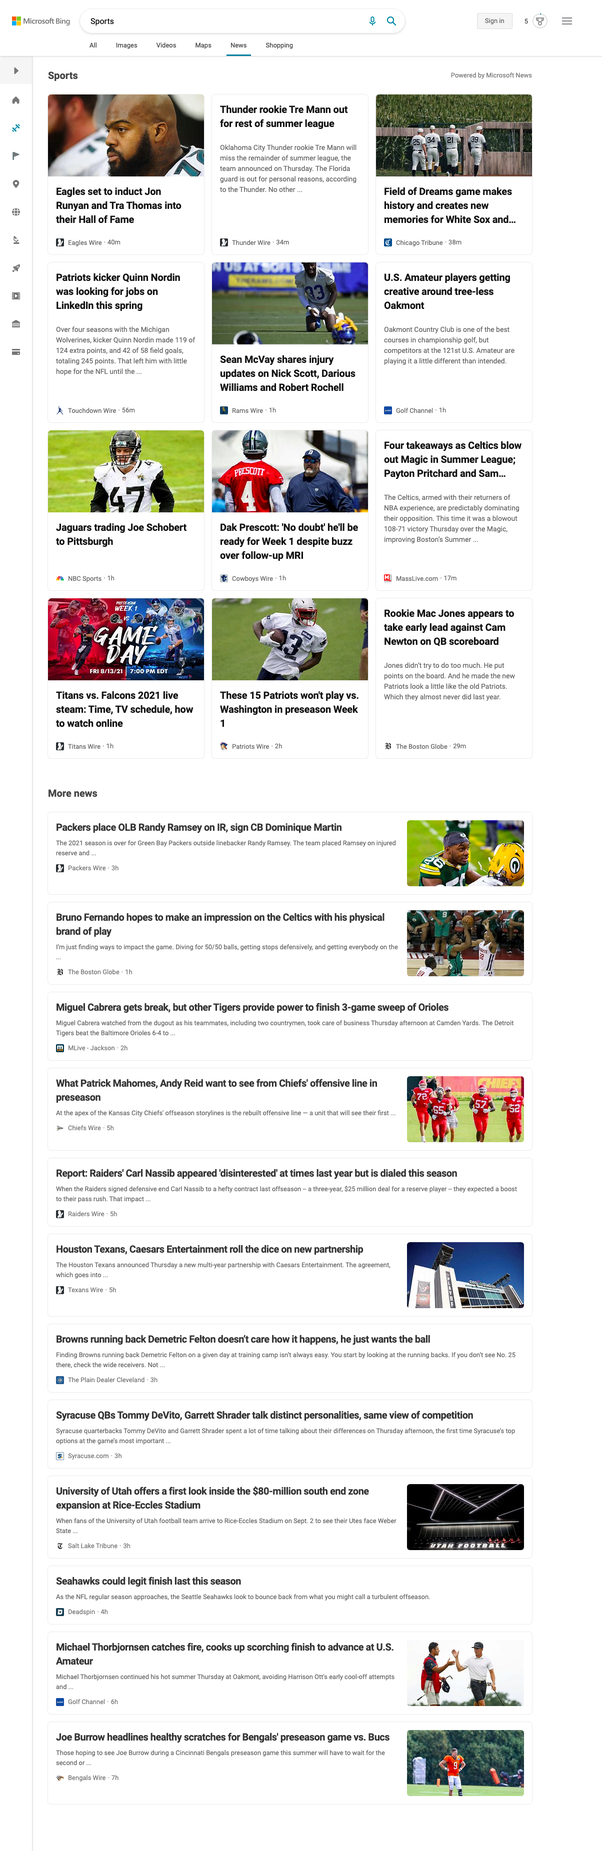 Microsoft Bing
Sports
Sign in
5
All
Images
Videos
Maps
News
Shopping
Sports
Powered by Microsoft News
Eagles set to induct Jon
Runyan and Tra Thomas into
their Hall of Fame
Eagles Wire · 40m
Thunder rookie Tre Mann out
for rest of summer league
Oklahoma City Thunder rookie Tre Mann will
miss the remainder of summer league, the
team announced on Thursday. The Florida
guard is out for personal reasons, according
to the Thunder. No other ...
Thunder Wire · 34m
25 34 21 39
Field of Dreams game makes
history and creates new
memories for White Sox and...
Chicago Tribune · 38m
Patriots kicker Quinn Nordin
was looking for jobs on
LinkedIn this spring
Over four seasons with the Michigan
Wolverines, kicker Quinn Nordin made 119 of
124 extra points, and 42 of 58 field goals,
totaling 245 points. That left him with little
hope for the NFL until the ...
Touchdown Wire · 56m
Sean McVay shares injury
updates on Nick Scott, Darious
Williams and Robert Rochell
Rams Wire · 1h
U.S. Amateur players getting
creative around tree-less
Oakmont
Oakmont Country Club is one of the best
courses in championship golf, but
competitors at the 121st U.S. Amateur are
playing it a little different than intended.
Golf Channel · 1h
47
Jaguars trading Joe Schobert
to Pittsburgh
NBC Sports · 1h
PRESCOTT
4
Dak Prescott: 'No doubt' he'll be
ready for Week 1 despite buzz
over follow-up MRI
Cowboys Wire · 1h
Four takeaways as Celtics blow
out Magic in Summer League;
Payton Pritchard and Sam...
The Celtics, armed with their returners of
NBA experience, are predictably dominating
their opposition. This time it was a blowout
108-71 victory Thursday over the Magic,
improving Boston's Summer ...
MassLive.com · 17m
WEEK 1
GAME
DAY
FRI 8/13/21 | 7:00 PM EDT
Titans vs. Falcons 2021 live
steam: Time, TV schedule, how
to watch online
Titans Wire · 1h
These 15 Patriots won't play vs.
Washington in preseason Week
1
Patriots Wire · 2h
Rookie Mac Jones appears to
take early lead against Cam
Newton on QB scoreboard
Jones didn't try to do too much. He put
points on the board. And he made the new
Patriots look a little like the old Patriots.
Which they almost never did last year.
The Boston Globe · 29m
More news
Packers place OLB Randy Ramsey on IR, sign CB Dominique Martin
The 2021 season is over for Green Bay Packers outside linebacker Randy Ramsey. The team placed Ramsey on injured
reserve and ...
Packers Wire · 3h
Bruno Fernando hopes to make an impression on the Celtics with his physical
brand of play
I'm just finding ways to impact the game. Diving for 50/50 balls, getting stops defensively, and getting everybody on the
...
The Boston Globe · 1h
Miguel Cabrera gets break, but other Tigers provide power to finish 3-game sweep of Orioles
Miguel Cabrera watched from the dugout as his teammates, including two countrymen, took care of business Thursday afternoon at Camden Yards. The Detroit
Tigers beat the Baltimore Orioles 6-4 to ...
MLive - Jackson · 2h
What Patrick Mahomes, Andy Reid want to see from Chiefs' offensive line in
preseason
At the apex of the Kansas City Chiefs' offseason storylines is the rebuilt offensive line — a unit that will see their first ...
Chiefs Wire · 5h
CHIEF
72 65 57 52
Report: Raiders' Carl Nassib appeared 'disinterested' at times last year but is dialed this season
When the Raiders signed defensive end Carl Nassib to a hefty contract last offseason – a three-year, $25 million deal for a reserve player – they expected a boost
to their pass rush. That impact ...
Raiders Wire · 5h
Houston Texans, Caesars Entertainment roll the dice on new partnership
The Houston Texans announced Thursday a new multi-year partnership with Caesars Entertainment. The agreement,
which goes into ...
Texans Wire · 5h
Browns running back Demetric Felton doesn't care how it happens, he just wants the ball
Finding Browns running back Demetric Felton on a given day at training camp isn't always easy. You start by looking at the running backs. If you don't see No. 25
there, check the wide receivers. Not ...
The Plain Dealer Cleveland · 3h
Syracuse QBs Tommy DeVito, Garrett Shrader talk distinct personalities, same view of competition
Syracuse quarterbacks Tommy DeVito and Garrett Shrader spent a lot of time talking about their differences on Thursday afternoon, the first time Syracuse's top
options at the game's most important ...
Syracuse.com · 3h
University of Utah offers a first look inside the $80-million south end zone
expansion at Rice-Eccles Stadium
When fans of the University of Utah football team arrive to Rice-Eccles Stadium on Sept. 2 to see their Utes face Weber
State ...
Salt Lake Tribune · 3h
UTAH FOOTBALL
Seahawks could legit finish last this season
As the NFL regular season approaches, the Seattle Seahawks look to bounce back from what you might call a turbulent offseason.
Deadspin · 4h
Michael Thorbjornsen catches fire, cooks up scorching finish to advance at U.S.
Amateur
Michael Thorbjornsen continued his hot summer Thursday at Oakmont, avoiding Harrison Ott's early cool-off attempts
and ...
Golf Channel · 6h
Joe Burrow headlines healthy scratches for Bengals' preseason game vs. Bucs
Those hoping to see Joe Burrow during a Cincinnati Bengals preseason game this summer will have to wait for the
second or ...
Bengals Wire · 7h
9